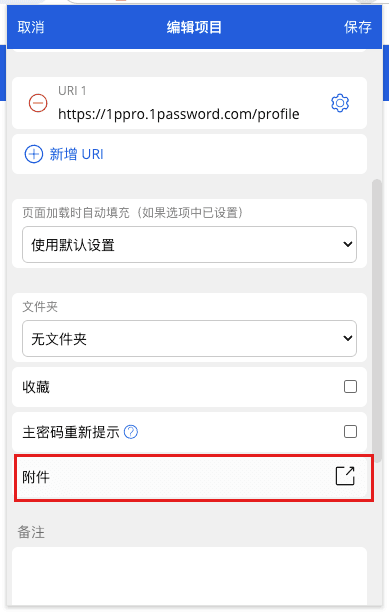 取消
编辑项目
保存
URI 1
https://1ppro.1password.com/profile
新增 URI
页面加载时自动填充（如果选项中已设置）
使用默认设置
文件夹
无文件夹
收藏
主密码重新提示
附件
备注